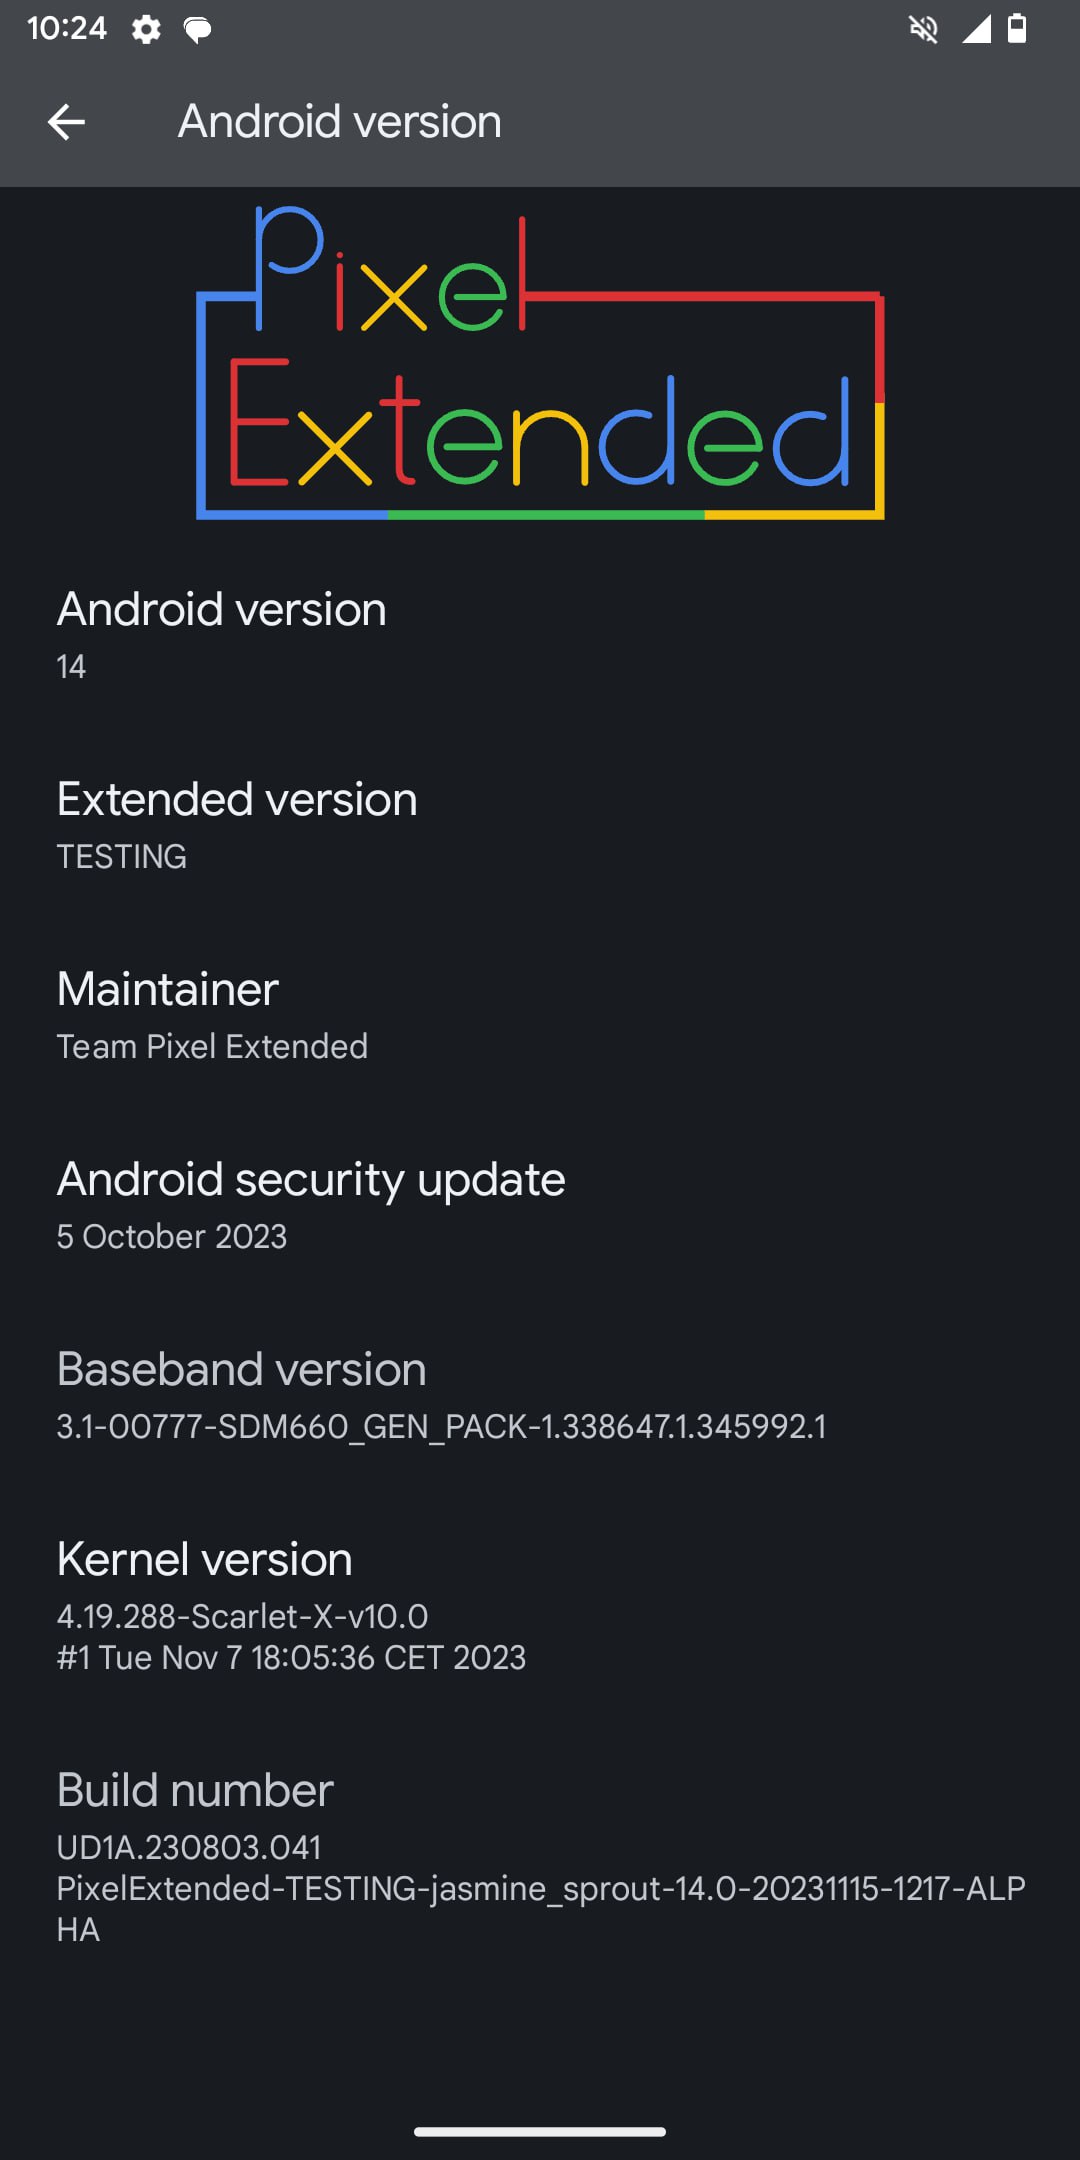 10:24
Android version
Pixel
Extended
Android version
14
Extended version
TESTING
Maintainer
Team Pixel Extended
Android security update
5 October 2023
Baseband version
3.1-00777-SDM660_GEN_PACK-1.338647.1.345992.1
Kernel version
4.19.288-Scarlet-X-v10.0
#1 Tue Nov 7 18:05:36 CET 2023
Build number
UD1A.230803.041
PixelExtended-TESTING-jasmine_sprout-14.0-20231115-1217-ALP
HA